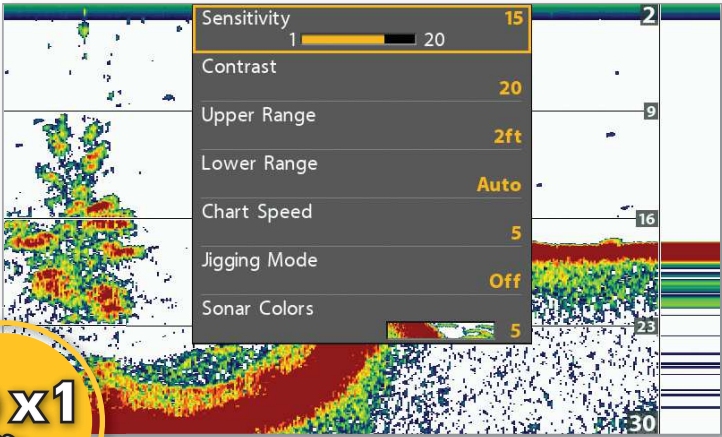 Sensitivity 15
1 20
Contrast
20
Upper Range
2ft
Lower Range
Auto
Chart Speed
5
Jigging Mode
Off
Sonar Colors
5
2
9
16
23
30
x1